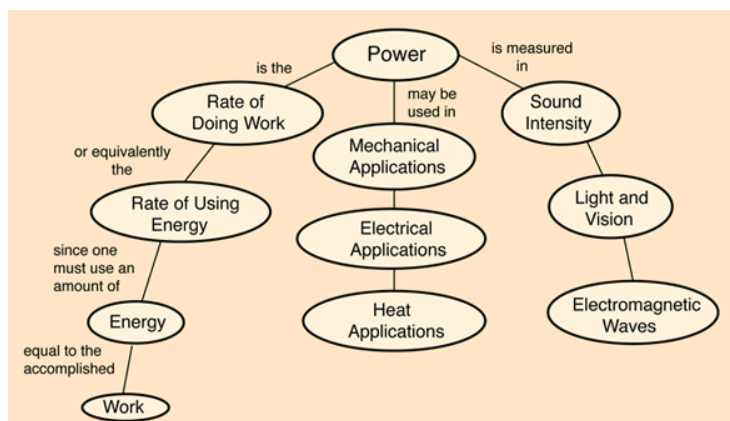 Power
is the
is measured
in
may be
used in
Rate of
Doing Work
Sound
Intensity
or equivalently
the
Mechanical
Applications
Rate of Using
Energy
Light and
Vision
Electrical
Applications
since one
must use an
amount of
Energy
Heat
Applications
Electromagnetic
Waves
equal to the
accomplished
Work